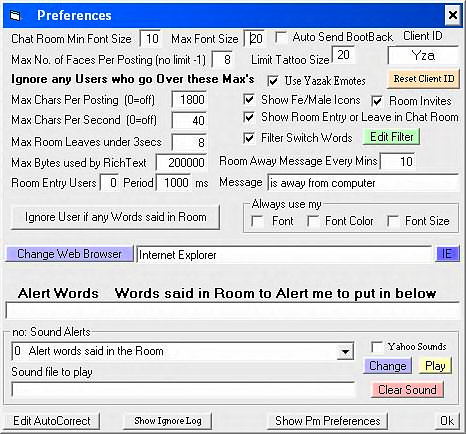 Preferences
Chat Room Min Font Size 10 Max Font Size 20 Auto Send BootBack Client ID
Max No. of Faces Per Posting (no limit -1) 8 Limit Tattoo Size 20 Yza
Ignore any Users who go Over these Max's Use Yazak Emotes Reset Client ID
Max Chars Per Posting (0=off) 1800 Show Fe/Male Icons Room Invites
Max Chars Per Second (0=off) 40 Show Room Entry or Leave in Chat Room
Max Room Leaves under 3secs 8 Filter Switch Words Edit Filter
Max Bytes used by RichText 200000 Room Away Message Every Mins 10
Room Entry Users 0 Period 1000 ms Message is away from computer
Always use my
Ignore User if any Words said in Room Font Font Color Font Size
Change Web Browser Internet Explorer IE
Alert Words Words said in Room to Alert me to put in below
no: Sound Alerts
0 Alert words said in the Room Yahoo Sounds
Sound file to play Change Play
Clear Sound
Edit AutoCorrect Show Ignore Log Show Pm Preferences Ok